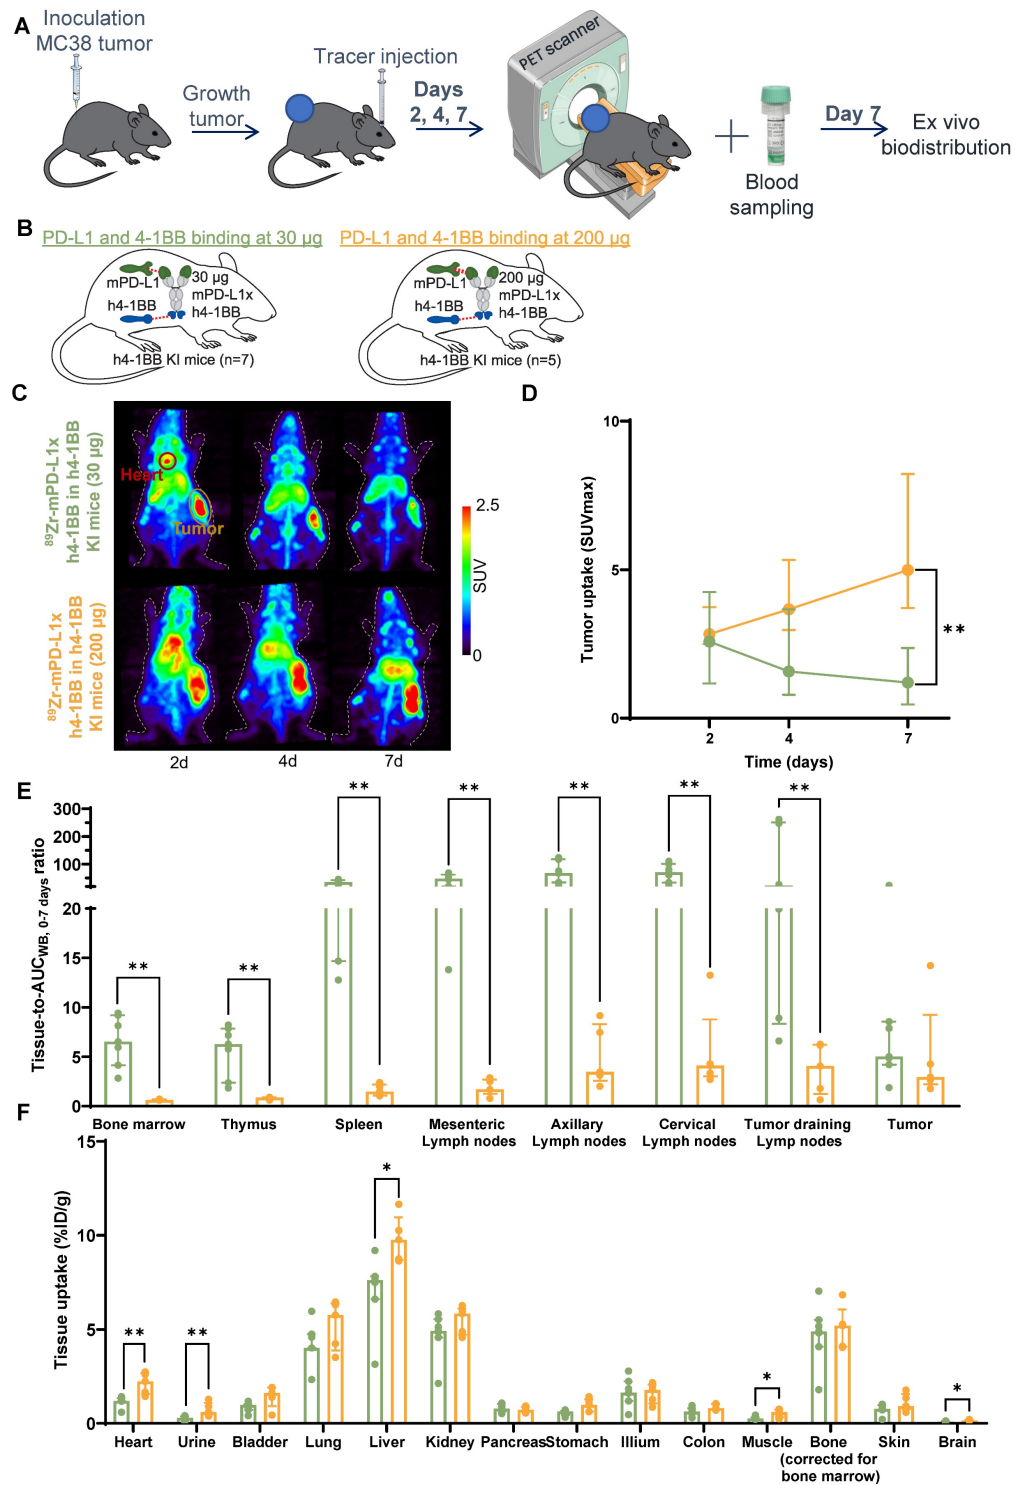 A
Inoculation
MC38 tumor
Growth
tumor
Tracer injection
Days
2, 4, 7
PET scanner
Blood
sampling
Day 7
Ex vivo
biodistribution
B
PD-L1 and 4-1BB binding at 30 µg
mPD-L1
30 µg
mPD-L1x
h4-1BB
h4-1BB
h4-1BB KI mice (n=7)
PD-L1 and 4-1BB binding at 200 µg
mPD-L1
200 µg
mPD-L1x
h4-1BB
h4-1BB
h4-1BB KI mice (n=5)
C
89Zr-mPD-L1x
h4-1BB in h4-1BB
KI mice (30 µg)
89Zr-mPD-L1x
h4-1BB in h4-1BB
KI mice (200 µg)
Heart
Tumor
2d
4d
7d
2.5
SUV
0
D
Tumor uptake (SUVmax)
10
5
0
2
4
7
Time (days)
**
E
Tissue-to-AUCWB, 0-7 days ratio
300
200
100
20
15
10
5
0
**
**
**
**
**
**
**
Bone marrow
Thymus
Spleen
Mesenteric
Lymph nodes
Axillary
Lymph nodes
Cervical
Lymph nodes
Tumor draining
Lymp nodes
Tumor
F
Tissue uptake (%ID/g)
15
10
5
0
**
**
*
*
*
Heart
Urine
Bladder
Lung
Liver
Kidney
Pancreas
Stomach
Illium
Colon
Muscle
Bone
(corrected for
bone marrow)
Skin
Brain